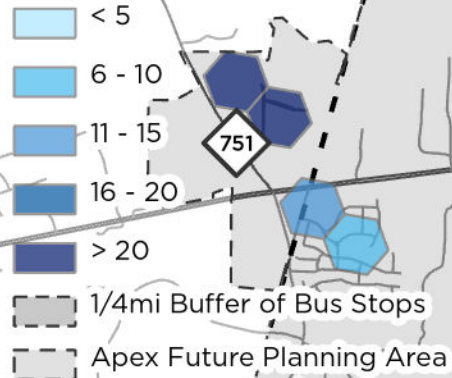 < 5
6 - 10
11 - 15
751
16 - 20
> 20
1/4mi Buffer of Bus Stops
Apex Future Planning Area